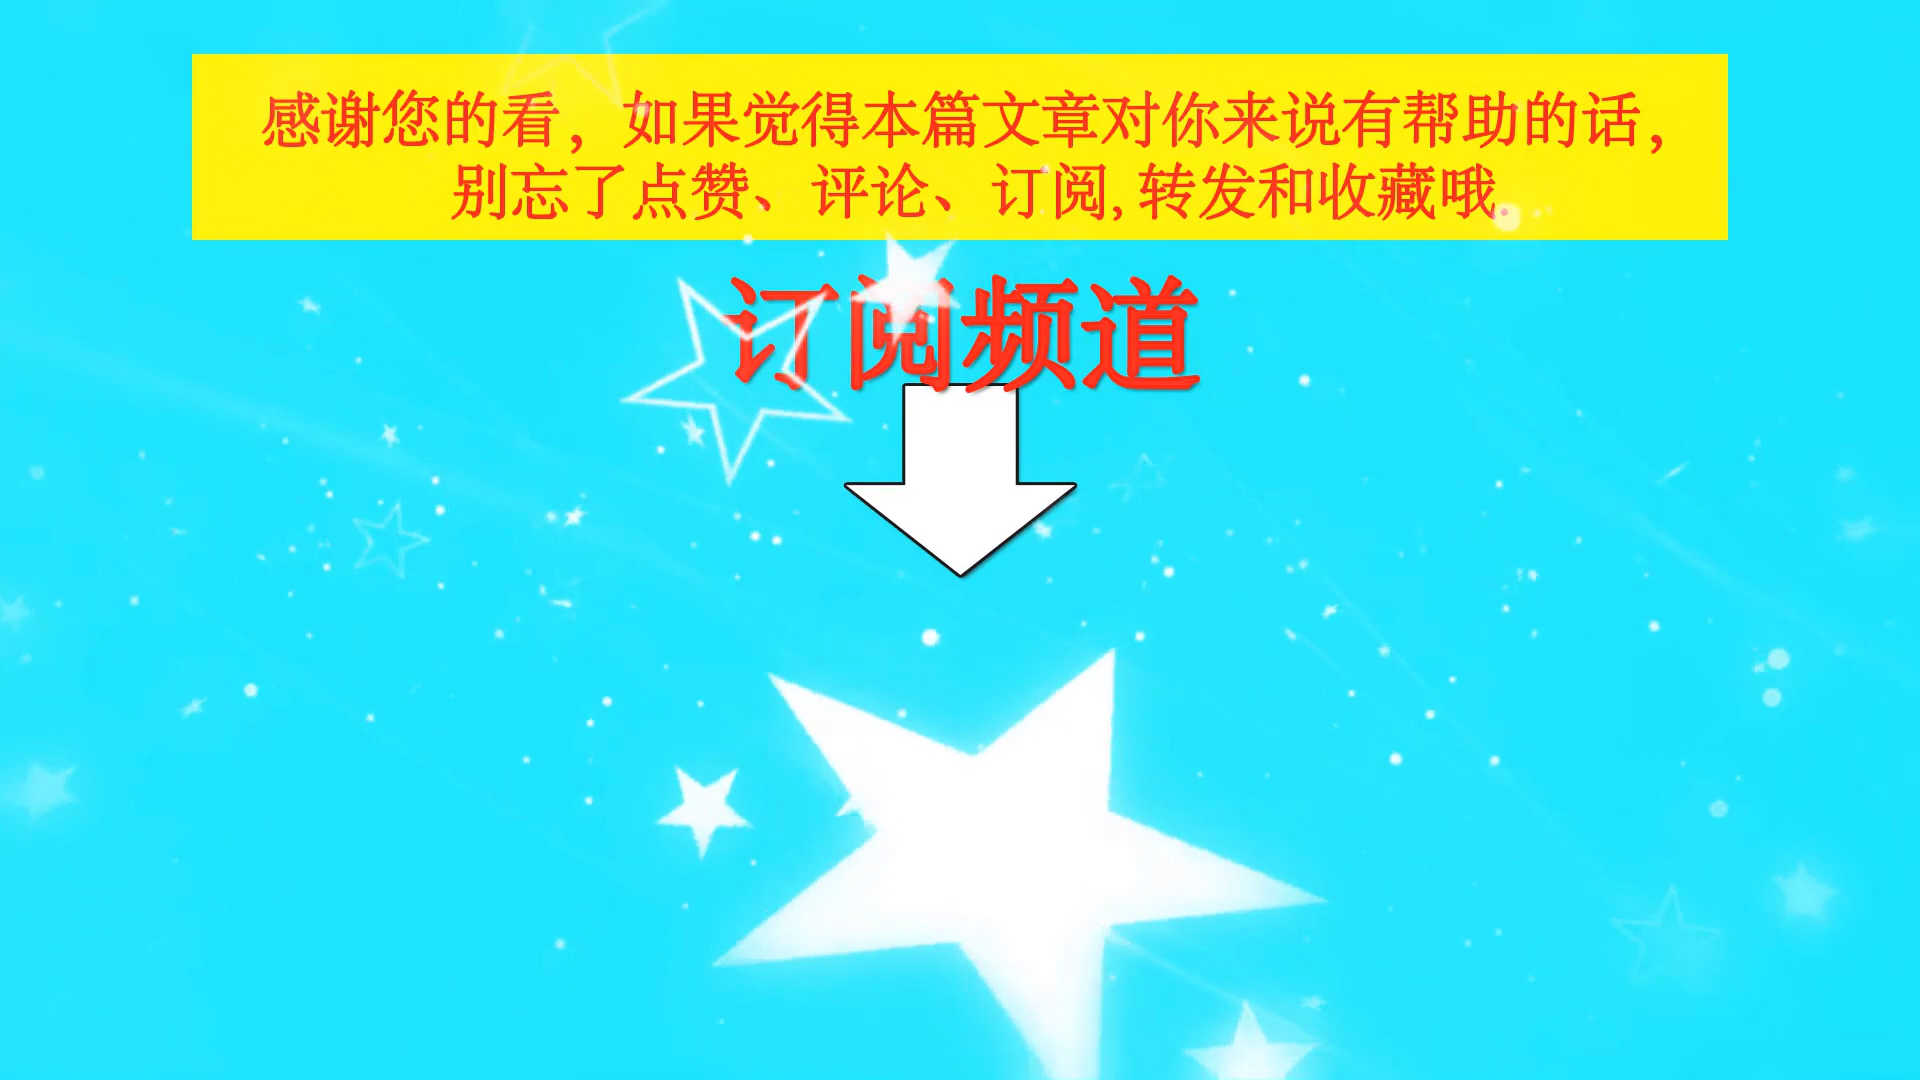 感谢您的看，如果觉得本篇文章对你来说有帮助的话，
别忘了点赞、评论、订阅,转发和收藏哦.
订阅频道